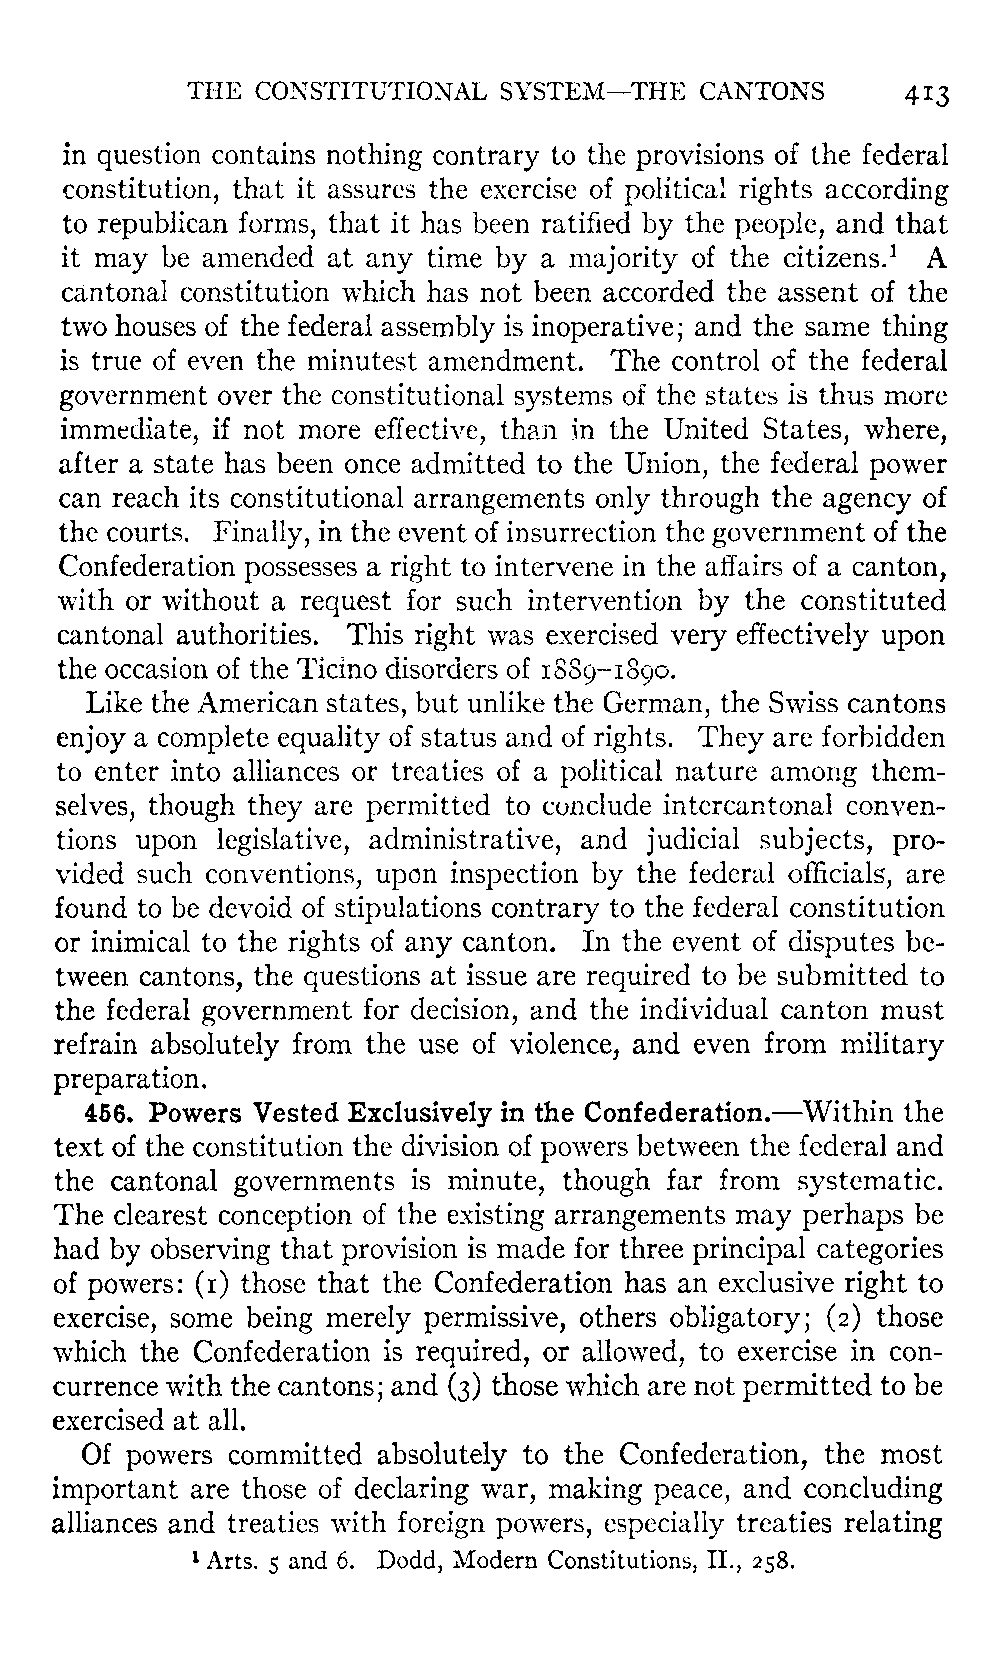 THE CONSTITUTIONAL SYSTEM—THE CANTONS 413
in question contains nothing contrary to the provisions of the federal
constitution, that it assures the exercise of political rights according
to republican forms, that it has been ratified by the people, and that
it may be amended at any time by a majority of the citizens.¹ A
cantonal constitution which has not been accorded the assent of the
two houses of the federal assembly is inoperative; and the same thing
is true of even the minutest amendment. The control of the federal
government over the constitutional systems of the states is thus more
immediate, if not more effective, than in the United States, where,
after a state has been once admitted to the Union, the federal power
can reach its constitutional arrangements only through the agency of
the courts. Finally, in the event of insurrection the government of the
Confederation possesses a right to intervene in the affairs of a canton,
with or without a request for such intervention by the constituted
cantonal authorities. This right was exercised very effectively upon
the occasion of the Ticino disorders of 1889–1890.
Like the American states, but unlike the German, the Swiss cantons
enjoy a complete equality of status and of rights. They are forbidden
to enter into alliances or treaties of a political nature among them-
selves, though they are permitted to conclude intercantonal conven-
tions upon legislative, administrative, and judicial subjects, pro-
vided such conventions, upon inspection by the federal officials, are
found to be devoid of stipulations contrary to the federal constitution
or inimical to the rights of any canton. In the event of disputes be-
tween cantons, the questions at issue are required to be submitted to
the federal government for decision, and the individual canton must
refrain absolutely from the use of violence, and even from military
preparation.
456. Powers Vested Exclusively in the Confederation.—Within the
text of the constitution the division of powers between the federal and
the cantonal governments is minute, though far from systematic.
The clearest conception of the existing arrangements may perhaps be
had by observing that provision is made for three principal categories
of powers: (1) those that the Confederation has an exclusive right to
exercise, some being merely permissive, others obligatory; (2) those
which the Confederation is required, or allowed, to exercise in con-
currence with the cantons; and (3) those which are not permitted to be
exercised at all.
Of powers committed absolutely to the Confederation, the most
important are those of declaring war, making peace, and concluding
alliances and treaties with foreign powers, especially treaties relating
¹ Arts. 5 and 6. Dodd, Modern Constitutions, II., 258.